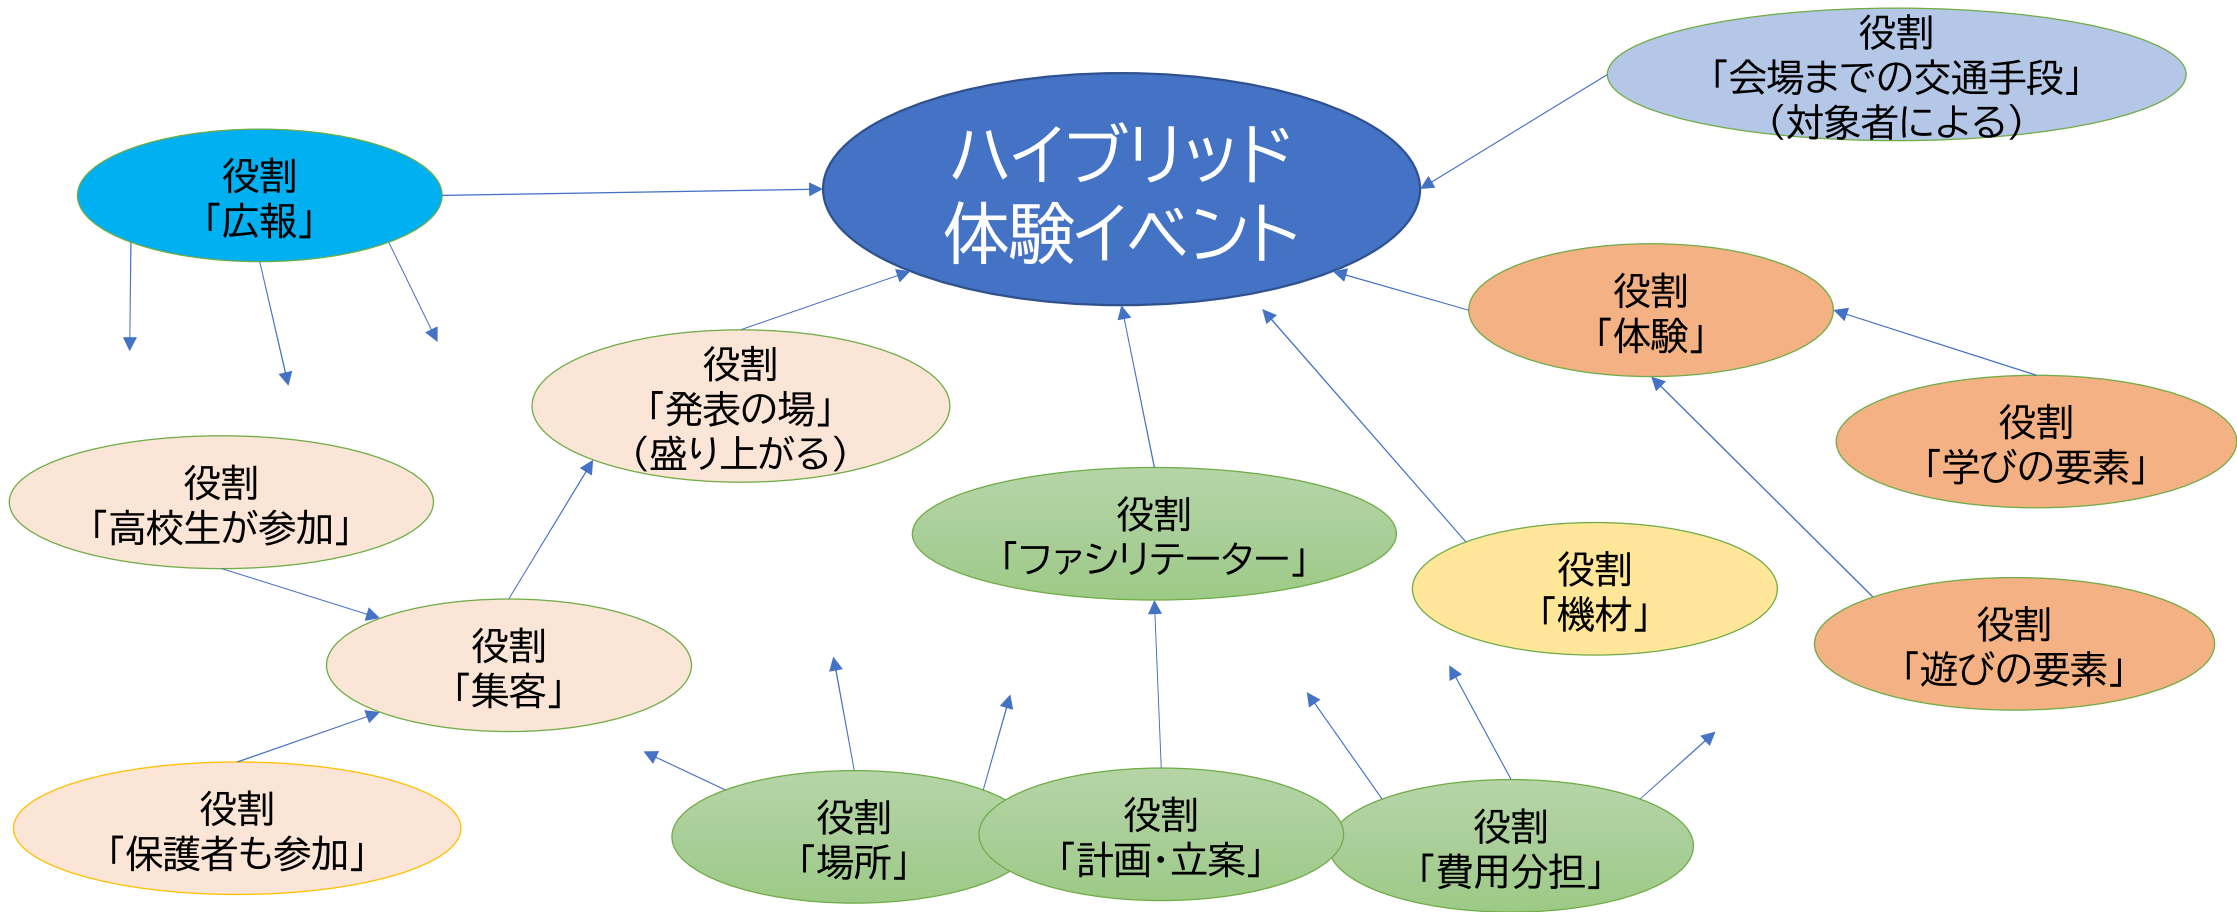 役割
「会場までの交通手段」
（対象者による）
ハイブリッド
体験イベント
役割
「広報」
役割
「体験」
役割
「発表の場」
（盛り上がる）
役割
「学びの要素」
役割
「高校生が参加」
役割
「ファシリテーター」
役割
「機材」
役割
「遊びの要素」
役割
「集客」
役割
「保護者も参加」
役割
「場所」
役割
「計画・立案」
役割
「費用分担」